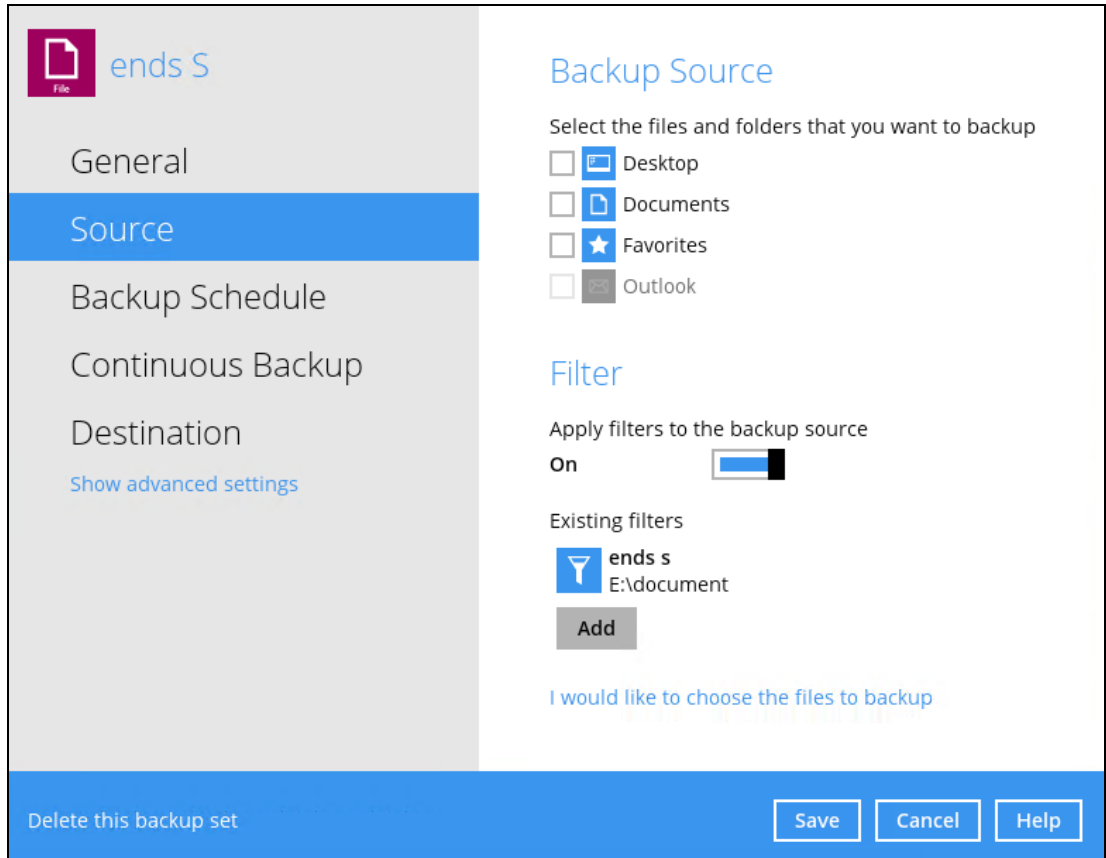 File
ends S
General
Source
Backup Schedule
Continuous Backup
Destination
Show advanced settings
Backup Source
Select the files and folders that you want to backup
Desktop
Documents
Favorites
Outlook
Filter
Apply filters to the backup source
On
Existing filters
ends s
E:\document
Add
I would like to choose the files to backup
Delete this backup set
Save
Cancel
Help